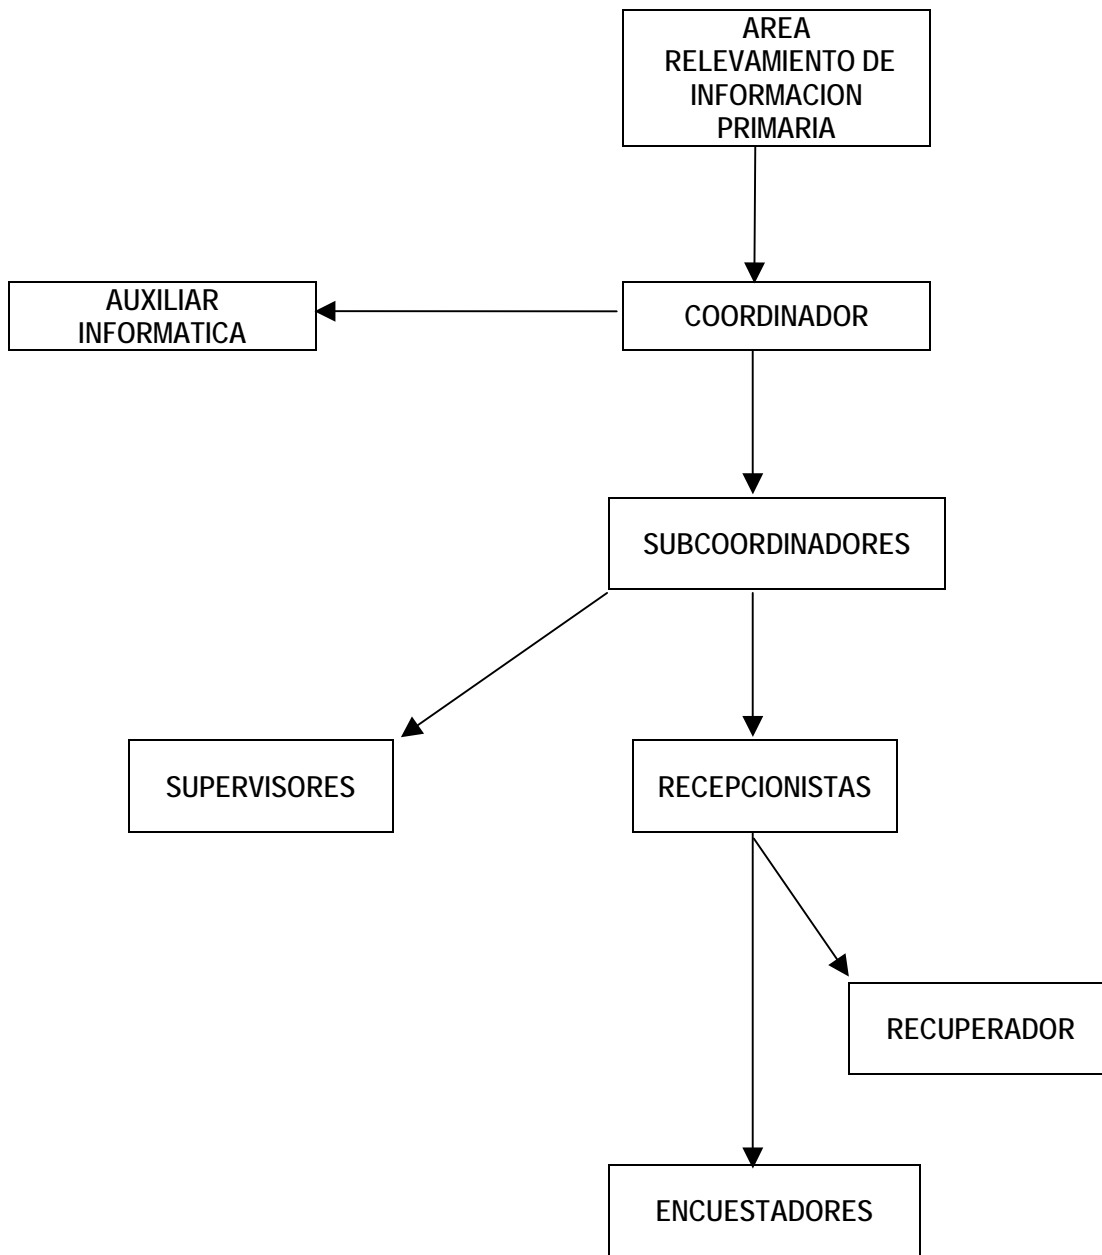 AREA
RELEVAMIENTO DE
INFORMACION
PRIMARIA
AUXILIAR
INFORMATICA
COORDINADOR
SUBCOORDINADORES
SUPERVISORES
RECEPCIONISTAS
RECUPERADOR
ENCUESTADORES